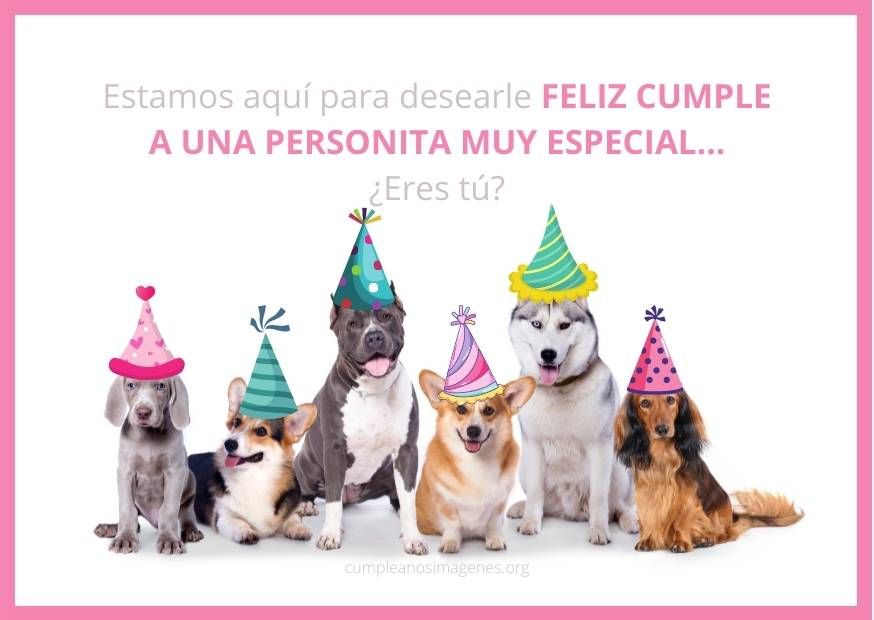 Estamos aquí para desearle FELIZ CUMPLE
A UNA PERSONITA MUY ESPECIAL...
¿Eres tú?
cumpleanosimagenes.org